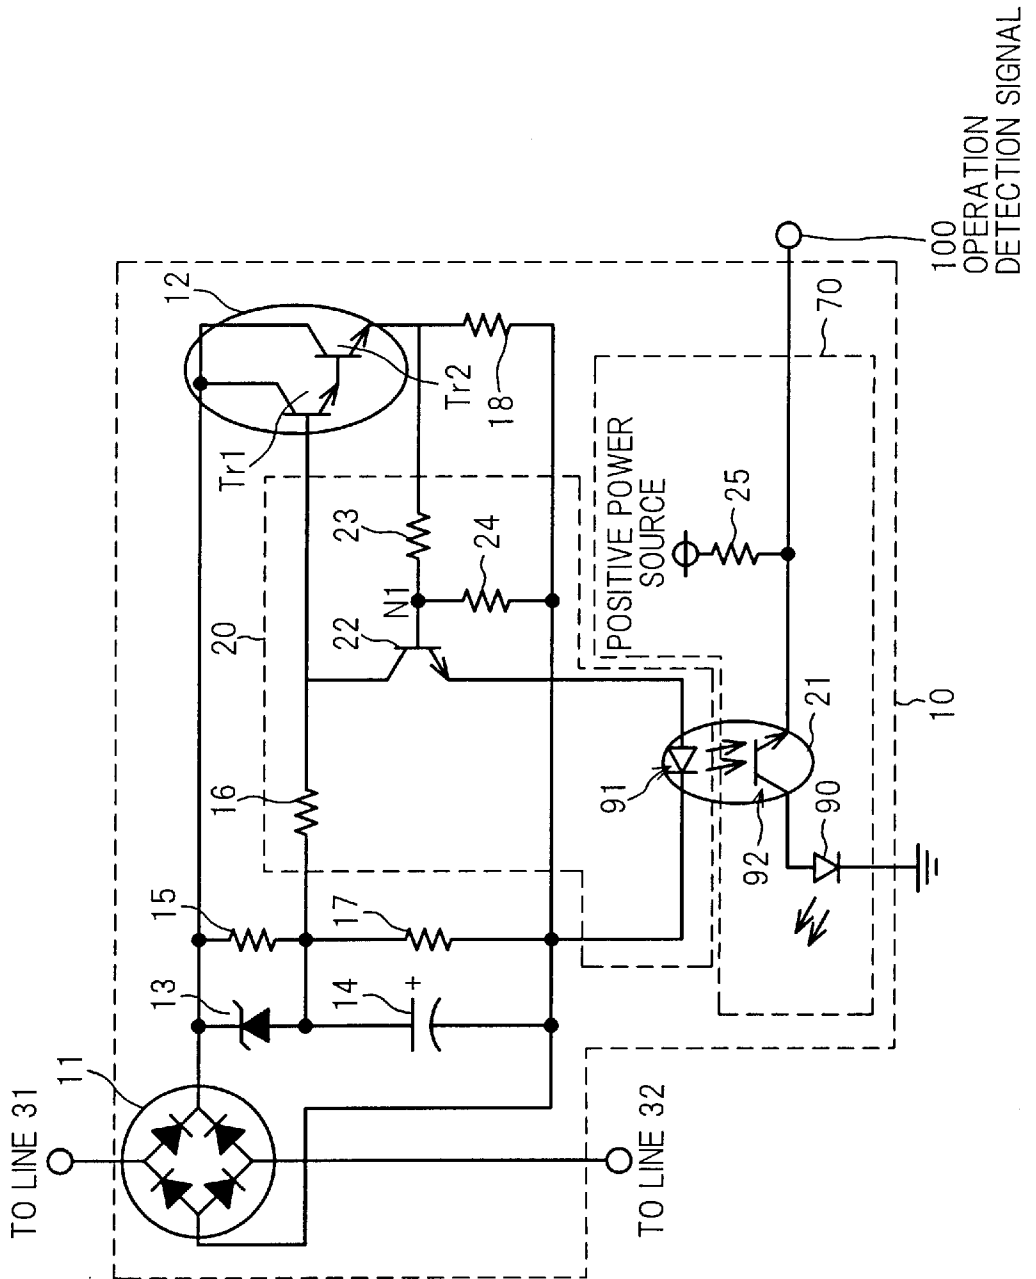 TO LINE 31
11
13
15
16
20
Tr1
12
14
+
17
22
N1
23
24
Tr2
18
91
POSITIVE POWER
SOURCE
25
70
92
90
21
10
TO LINE 32
100
OPERATION
DETECTION SIGNAL